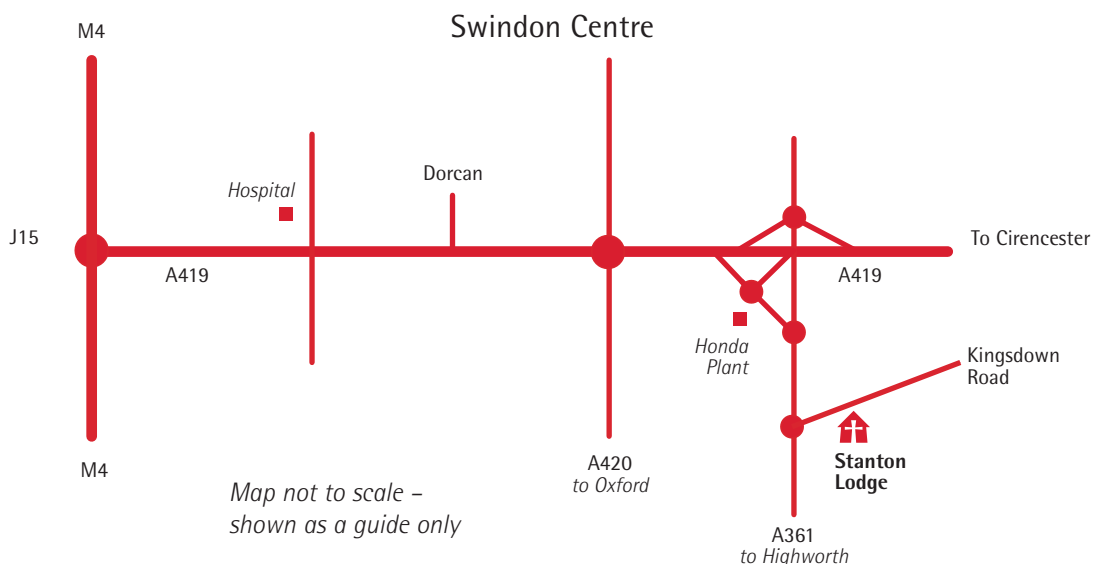 Swindon Centre
M4
Hospital
Dorcan
J15
To Cirencester
A419
A419
Honda
Plant
Kingsdown
Road
M4
Map not to scale –
shown as a guide only
A420
to Oxford
Stanton
Lodge
A361
to Highworth